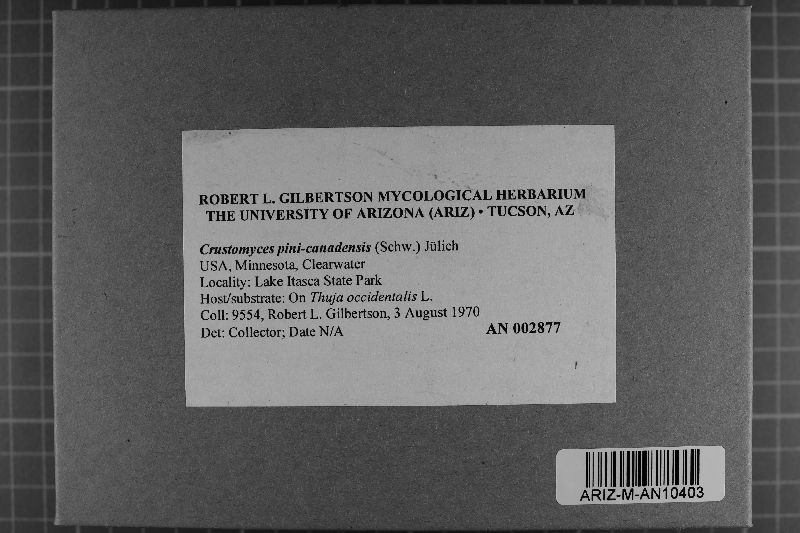 ROBERT L. GILBERTSON MYCOLOGICAL HERBARIUM
THE UNIVERSITY OF ARIZONA (ARIZ) • TUCSON, AZ
Crustomyces pini-canadensis (Schw.) Jülich
USA, Minnesota, Clearwater
Locality: Lake Itasca State Park
Host/substrate: On Thuja occidentalis L.
Coll: 9554, Robert L. Gilbertson, 3 August 1970
Det: Collector; Date N/A AN 002877
ARIZ-M-AN10403